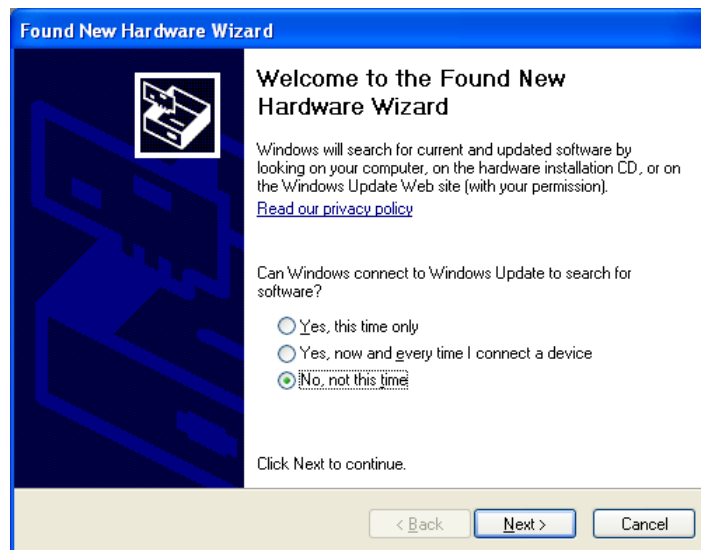 Found New Hardware Wizard
Welcome to the Found New
Hardware Wizard
Windows will search for current and updated software by
looking on your computer, on the hardware installation CD, or on
the Windows Update Web site (with your permission).
Read our privacy policy
Can Windows connect to Windows Update to search for
software?
Yes, this time only
Yes, now and every time I connect a device
No, not this time
Click Next to continue.
< Back Next > Cancel